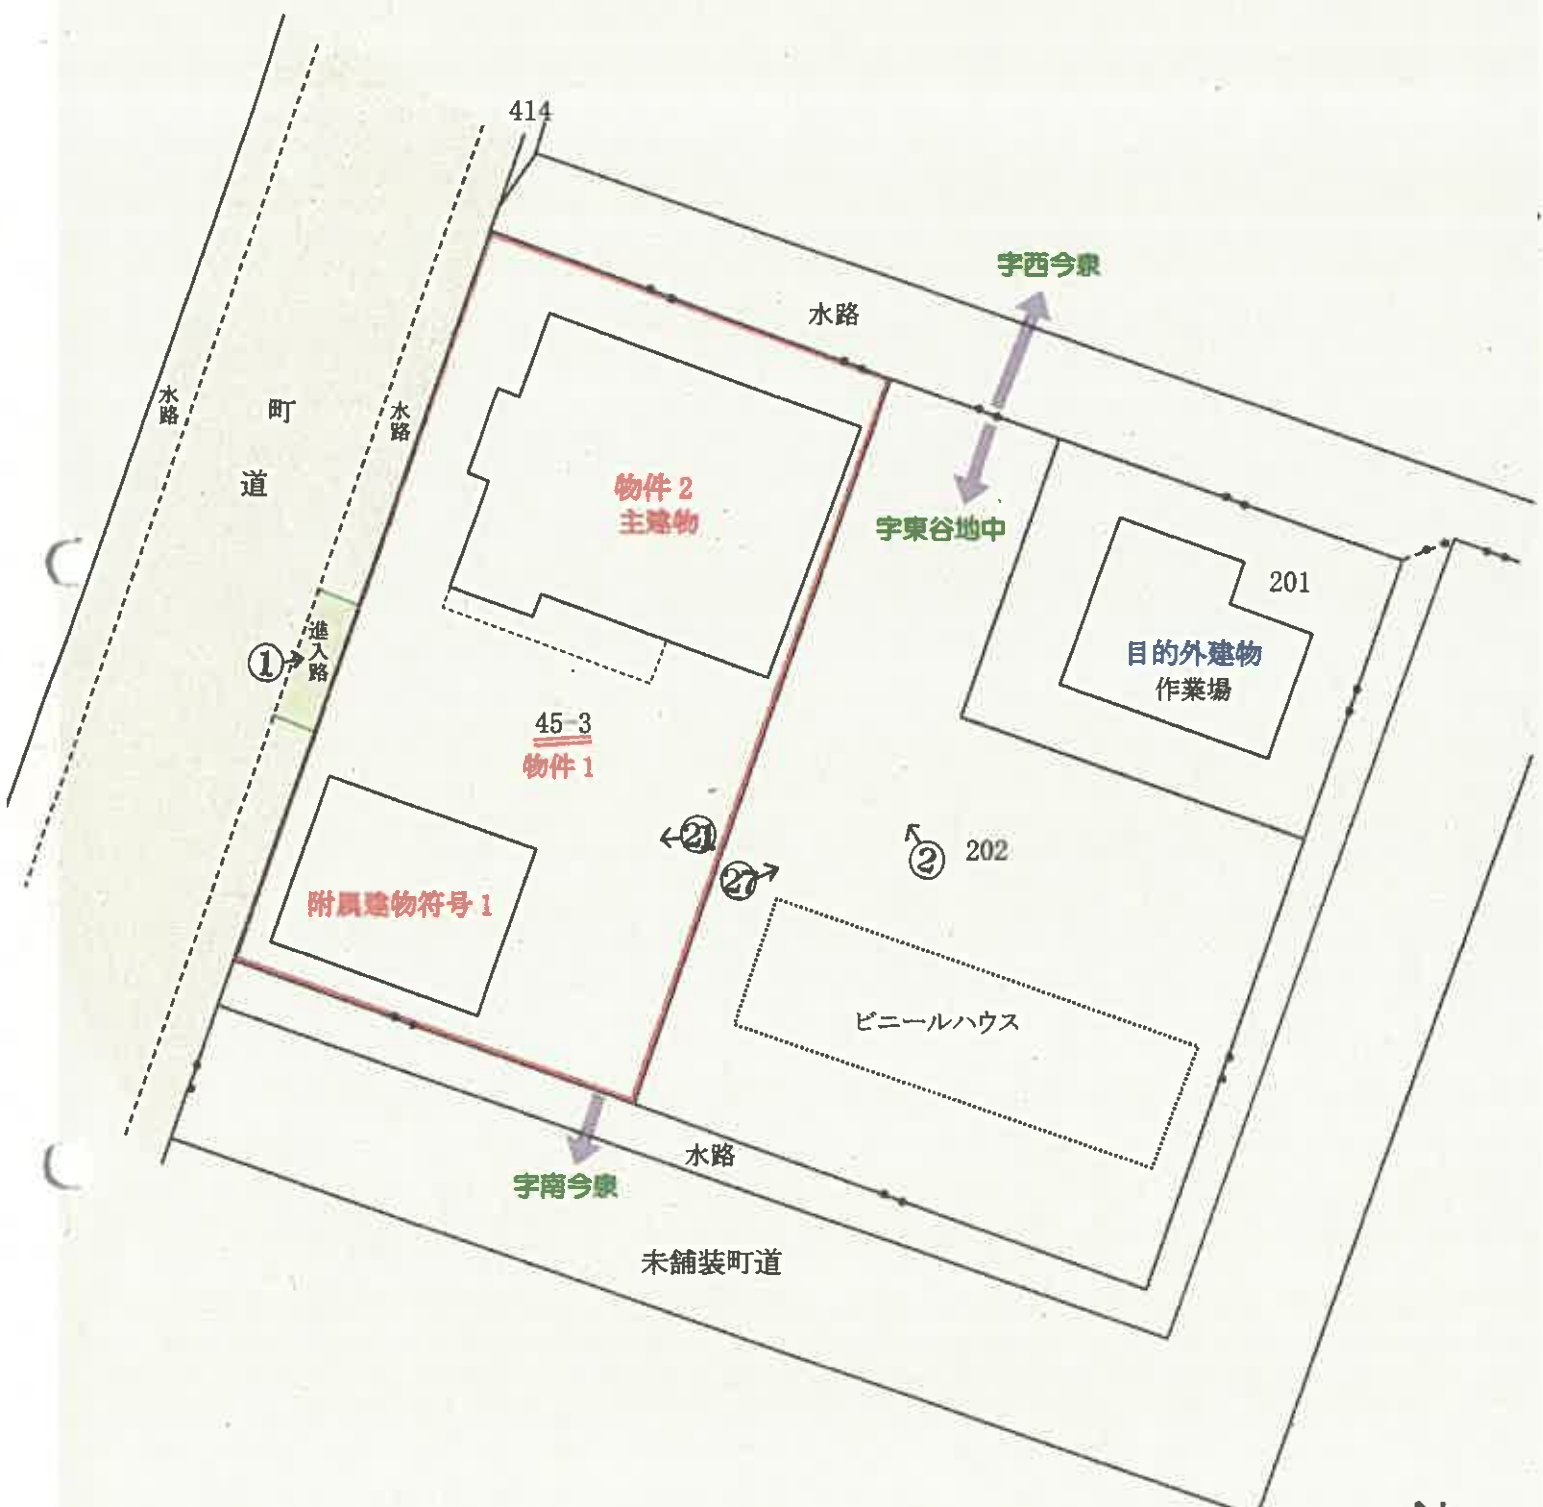 414
字西今泉
水路
水路
町道
水路
物件2
主建物
字東谷地中
201
目的外建物
作業場
進入路
①
45-3
物件1
㉑
②
202
㉗
附属建物符号1
ビニールハウス
水路
字南今泉
未舗装町道